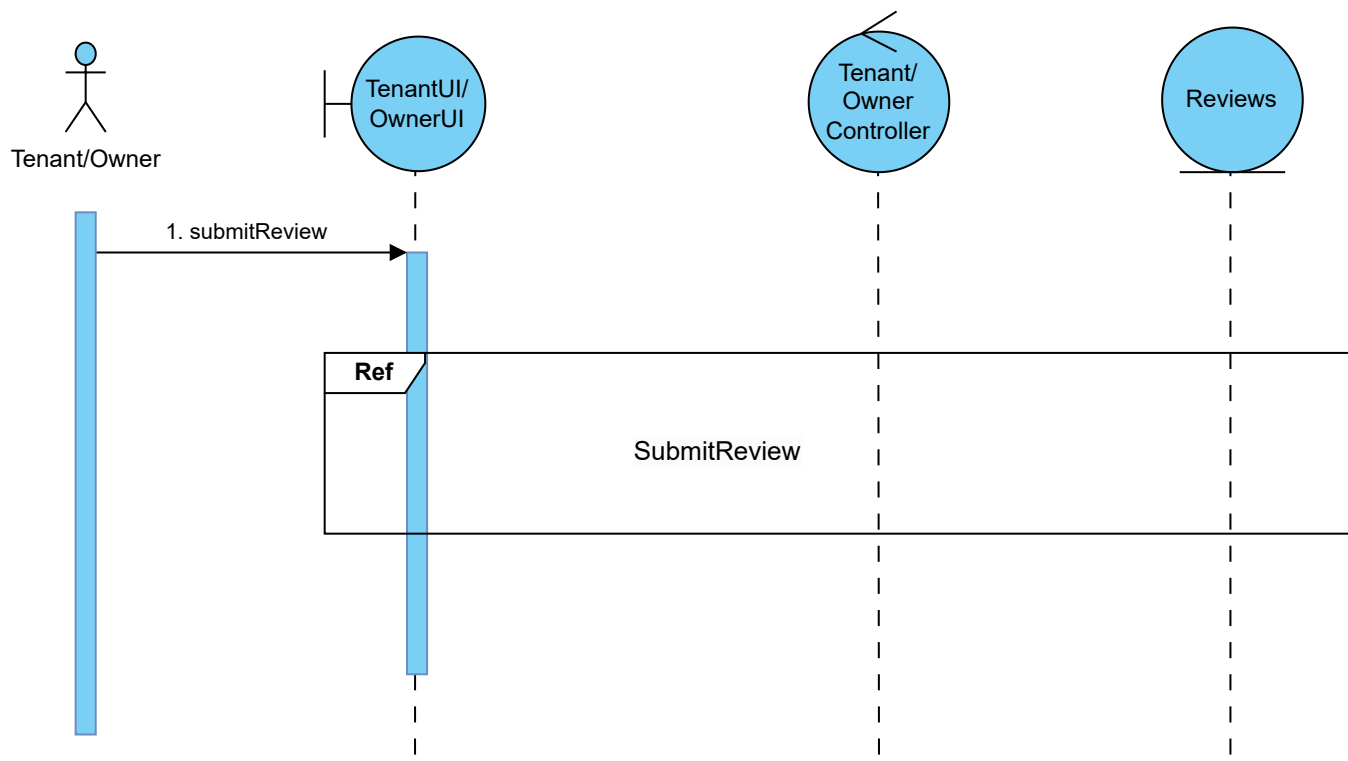 Tenant/Owner
TenantUI/
OwnerUI
Tenant/
Owner
Controller
Reviews
1. submitReview
Ref
SubmitReview